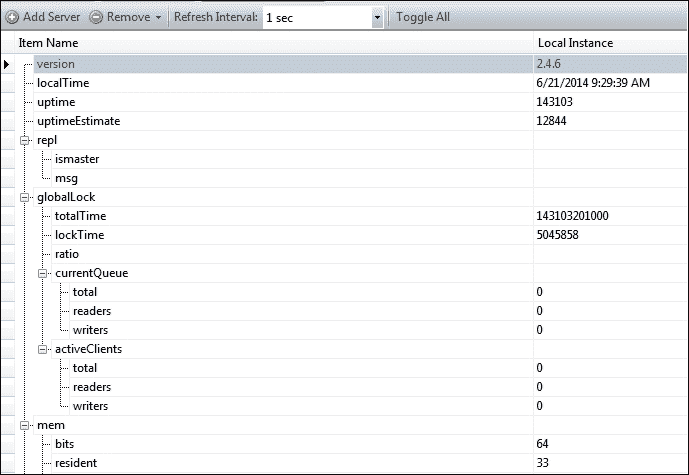 Add Server Remove Refresh Interval: 1 sec Toggle All
Item Name Local Instance
version 2.4.6
localTime 6/21/2014 9:29:39 AM
uptime 143103
uptimeEstimate 12844
repl
ismaster
msg
globalLock
totalTime 143103201000
lockTime 5045858
ratio
currentQueue
total 0
readers 0
writers 0
activeClients
total 0
readers 0
writers 0
mem
bits 64
resident 33